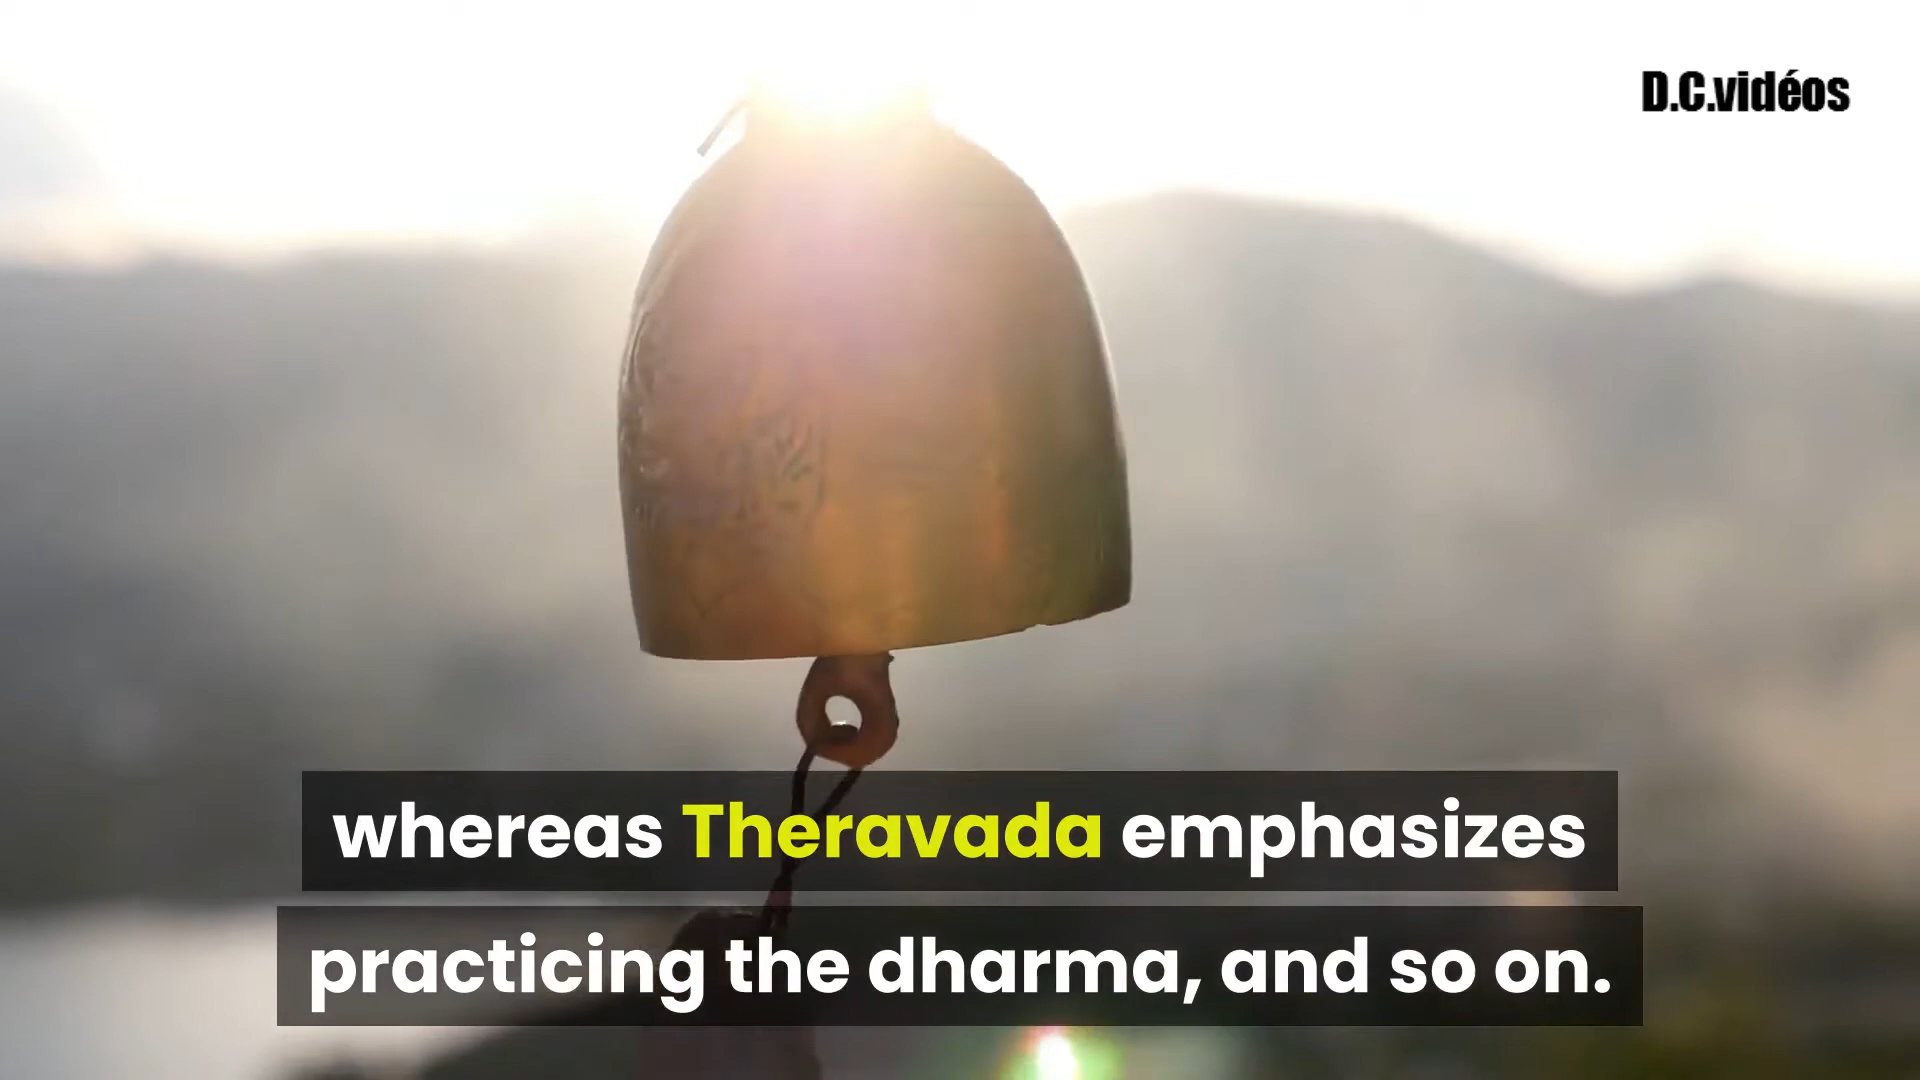 D.C.vidéos
whereas Theravada emphasizes
practicing the dharma, and so on.